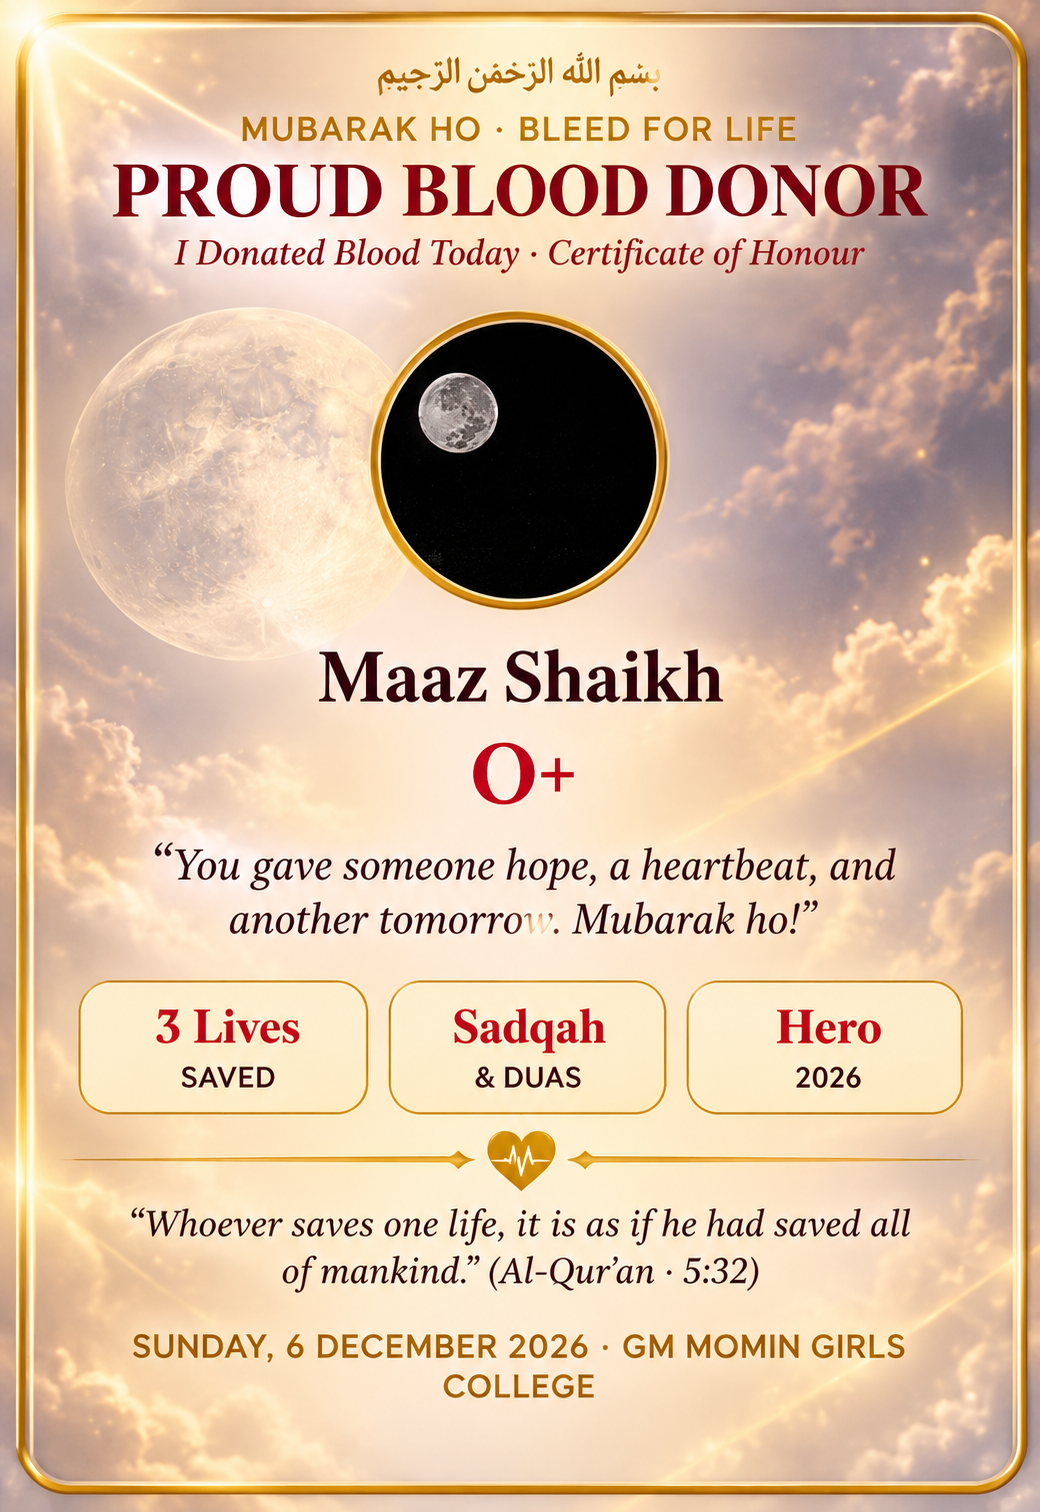 بسْمِ اللّٰه الرّحْمٰن الرّحِيمِ
MUBARAK HO · BLEED FOR LIFE
PROUD BLOOD DONOR
I Donated Blood Today · Certificate of Honour
Maaz Shaikh
O+
“You gave someone hope, a heartbeat, and
another tomorrow. Mubarak ho!”
3 Lives
SAVED
Sadqah
& DUAS
Hero
2026
“Whoever saves one life, it is as if he had saved all
of mankind.” (Al-Qur’an · 5:32)
SUNDAY, 6 DECEMBER 2026 · GM MOMIN GIRLS
COLLEGE